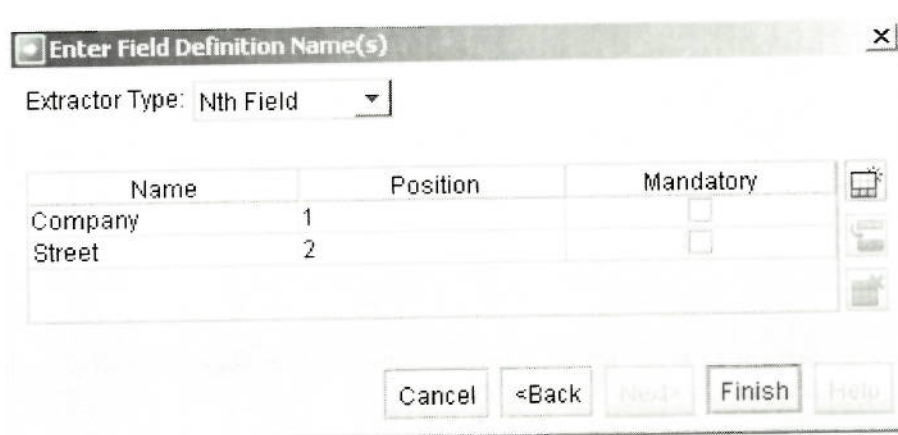 Enter Field Definition Name(s)
Extractor Type: Nth Field
Name Position Mandatory
Company 1
Street 2
Cancel <Back Next> Finish Help